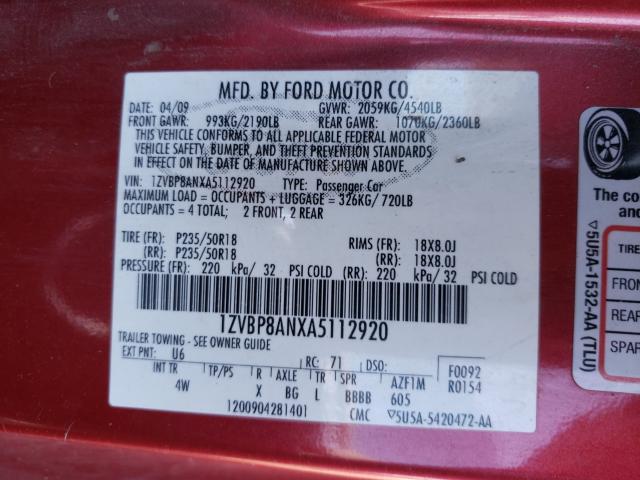 MFD. BY FORD MOTOR CO.
DATE: 04/09 GVWR: 2059KG/4540LB
FRONT GAWR: 993KG/2190LB REAR GAWR: 1070KG/2360LB
THIS VEHICLE CONFORMS TO ALL APPLICABLE FEDERAL MOTOR
VEHICLE SAFETY, BUMPER, AND THEFT PREVENTION STANDARDS
IN EFFECT ON THE DATE OF MANUFACTURE SHOWN ABOVE.
VIN: 1ZVBP8ANXA5112920 TYPE: Passenger Car
MAXIMUM LOAD = OCCUPANTS + LUGGAGE = 326KG/720LB
OCCUPANTS = 4 TOTAL; 2 FRONT, 2 REAR
TIRE (FR): P235/50R18 RIMS (FR): 18X8.0J
(RR): P235/50R18 (RR): 18X8.0J
PRESSURE (FR): 220 kPa/ 32 PSI COLD (RR): 220 kPa/ 32 PSI COLD
1ZVBP8ANXA5112920
TRAILER TOWING - SEE OWNER GUIDE
EXT PNT: U6 RC: 71 DSO: F0092
INT TR TP/PS R AXLE TR SPR AZF1M R0154
4W X BG L BBBB 605
1200904281401 CMC ▽5U5A-5420472-AA
The co
and
▽5U5A-1532-AA (TLU)
TIRE
FRON
REAR
SPA